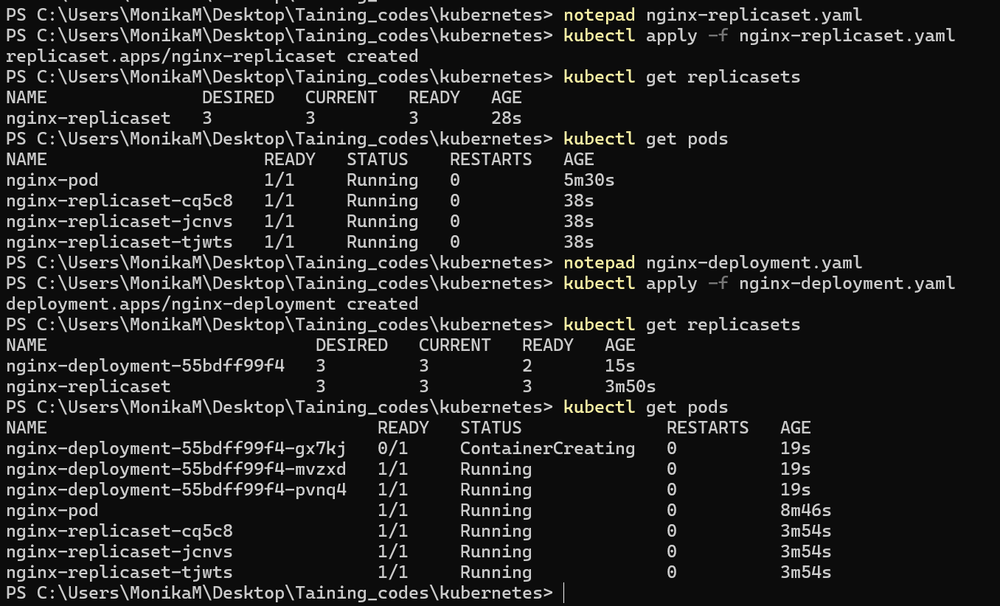 PS C:\Users\MonikaM\Desktop\Taining_codes\kubernetes> notepad nginx-replicaset.yaml
PS C:\Users\MonikaM\Desktop\Taining_codes\kubernetes> kubectl apply -f nginx-replicaset.yaml
replicaset.apps/nginx-replicaset created
PS C:\Users\MonikaM\Desktop\Taining_codes\kubernetes> kubectl get replicasets
NAME               DESIRED   CURRENT   READY   AGE
nginx-replicaset   3         3         3       28s
PS C:\Users\MonikaM\Desktop\Taining_codes\kubernetes> kubectl get pods
NAME                     READY   STATUS    RESTARTS   AGE
nginx-pod                1/1     Running   0          5m30s
nginx-replicaset-cq5c8   1/1     Running   0          38s
nginx-replicaset-jcnvs   1/1     Running   0          38s
nginx-replicaset-tjwts   1/1     Running   0          38s
PS C:\Users\MonikaM\Desktop\Taining_codes\kubernetes> notepad nginx-deployment.yaml
PS C:\Users\MonikaM\Desktop\Taining_codes\kubernetes> kubectl apply -f nginx-deployment.yaml
deployment.apps/nginx-deployment created
PS C:\Users\MonikaM\Desktop\Taining_codes\kubernetes> kubectl get replicasets
NAME                          DESIRED   CURRENT   READY   AGE
nginx-deployment-55bdff99f4   3         3         2       15s
nginx-replicaset              3         3         3       3m50s
PS C:\Users\MonikaM\Desktop\Taining_codes\kubernetes> kubectl get pods
NAME                                READY   STATUS              RESTARTS   AGE
nginx-deployment-55bdff99f4-gx7kj   0/1     ContainerCreating   0          19s
nginx-deployment-55bdff99f4-mvzxd   1/1     Running             0          19s
nginx-deployment-55bdff99f4-pvnq4   1/1     Running             0          19s
nginx-pod                           1/1     Running             0          8m46s
nginx-replicaset-cq5c8              1/1     Running             0          3m54s
nginx-replicaset-jcnvs              1/1     Running             0          3m54s
nginx-replicaset-tjwts              1/1     Running             0          3m54s
PS C:\Users\MonikaM\Desktop\Taining_codes\kubernetes>